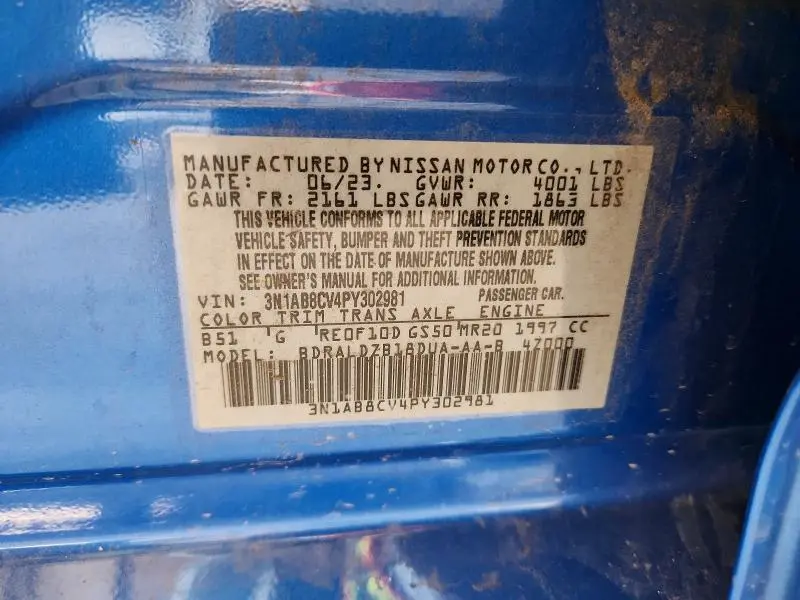 MANUFACTURED BY NISSAN MOTOR CO., LTD.
DATE: 06/23. GVWR: 4001 LBS
GAWR FR: 2161 LBS GAWR RR: 1863 LBS
THIS VEHICLE CONFORMS TO ALL APPLICABLE FEDERAL MOTOR
VEHICLE SAFETY, BUMPER AND THEFT PREVENTION STANDARDS
IN EFFECT ON THE DATE OF MANUFACTURE SHOWN ABOVE.
SEE OWNER'S MANUAL FOR ADDITIONAL INFORMATION.
VIN: 3N1AB8CV4PY302981 PASSENGER CAR.
COLOR TRIM TRANS AXLE ENGINE
B51 G RE0F10D GS50 MR20 1997 CC
MODEL: BDRALDZB18DUA-AA-B 4Z000
3N1AB8CV4PY302981